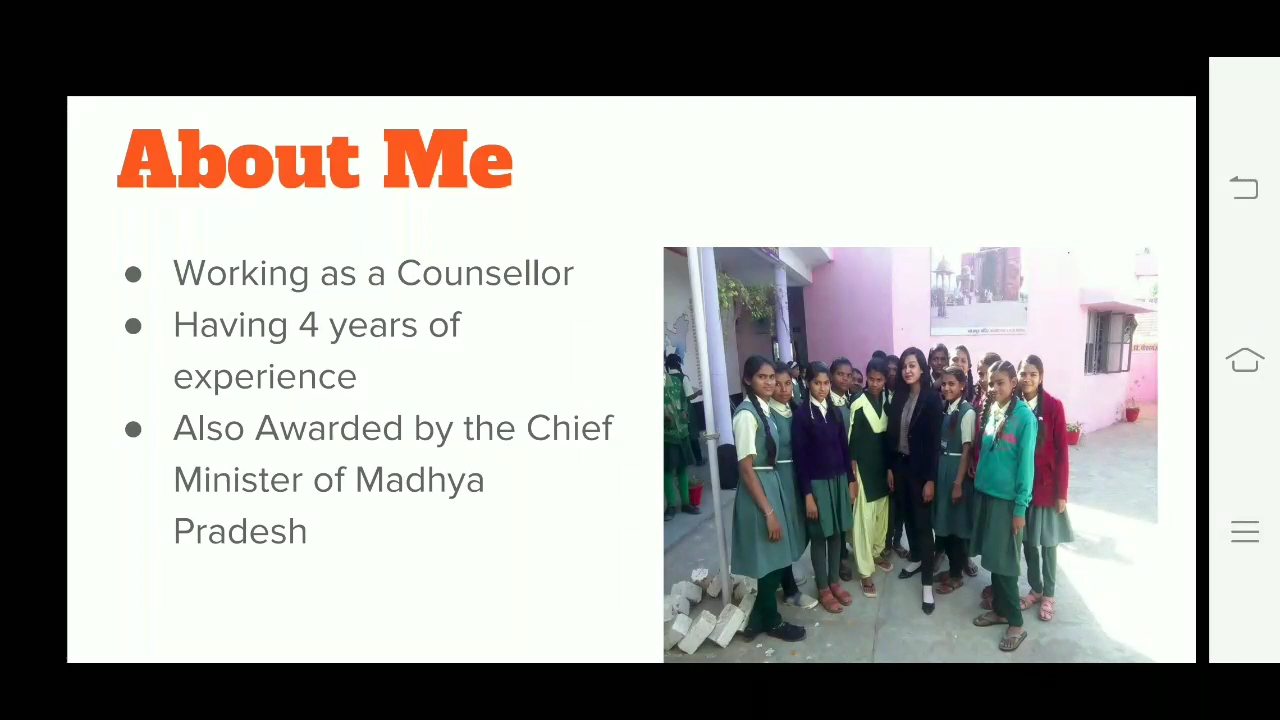 About Me
● Working as a Counsellor
● Having 4 years of
experience
● Also Awarded by the Chief
Minister of Madhya
Pradesh